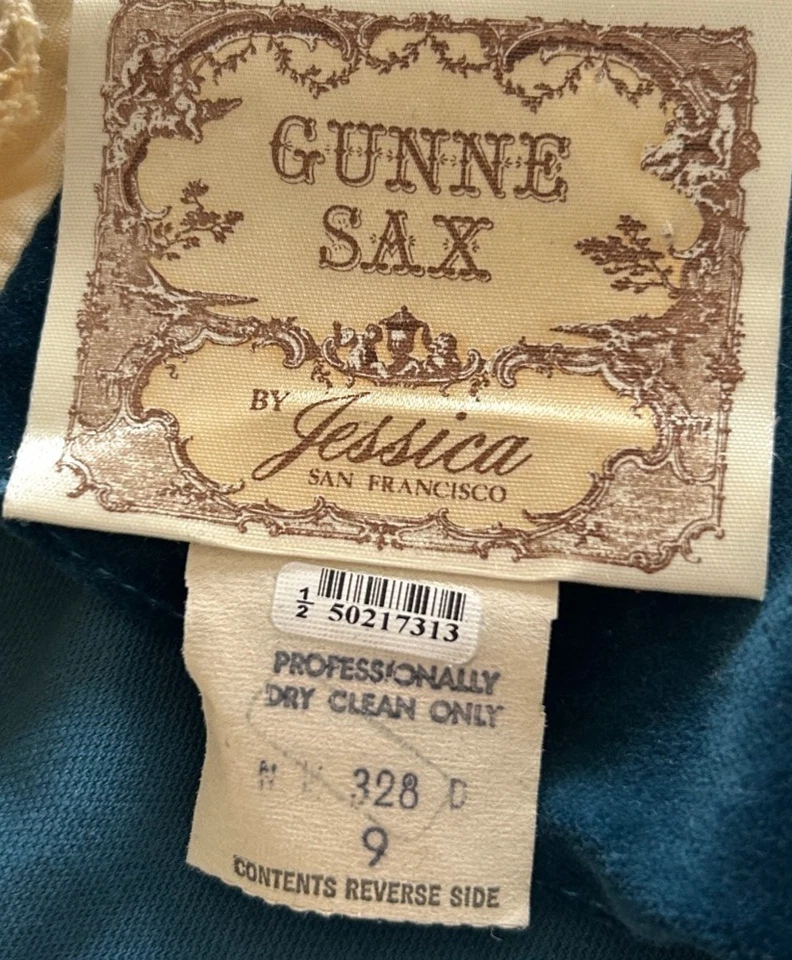 GUNNE
SAX
BY Jessica
SAN FRANCISCO
1/2 50217313
PROFESSIONALLY
DRY CLEAN ONLY
328 D
9
CONTENTS REVERSE SIDE